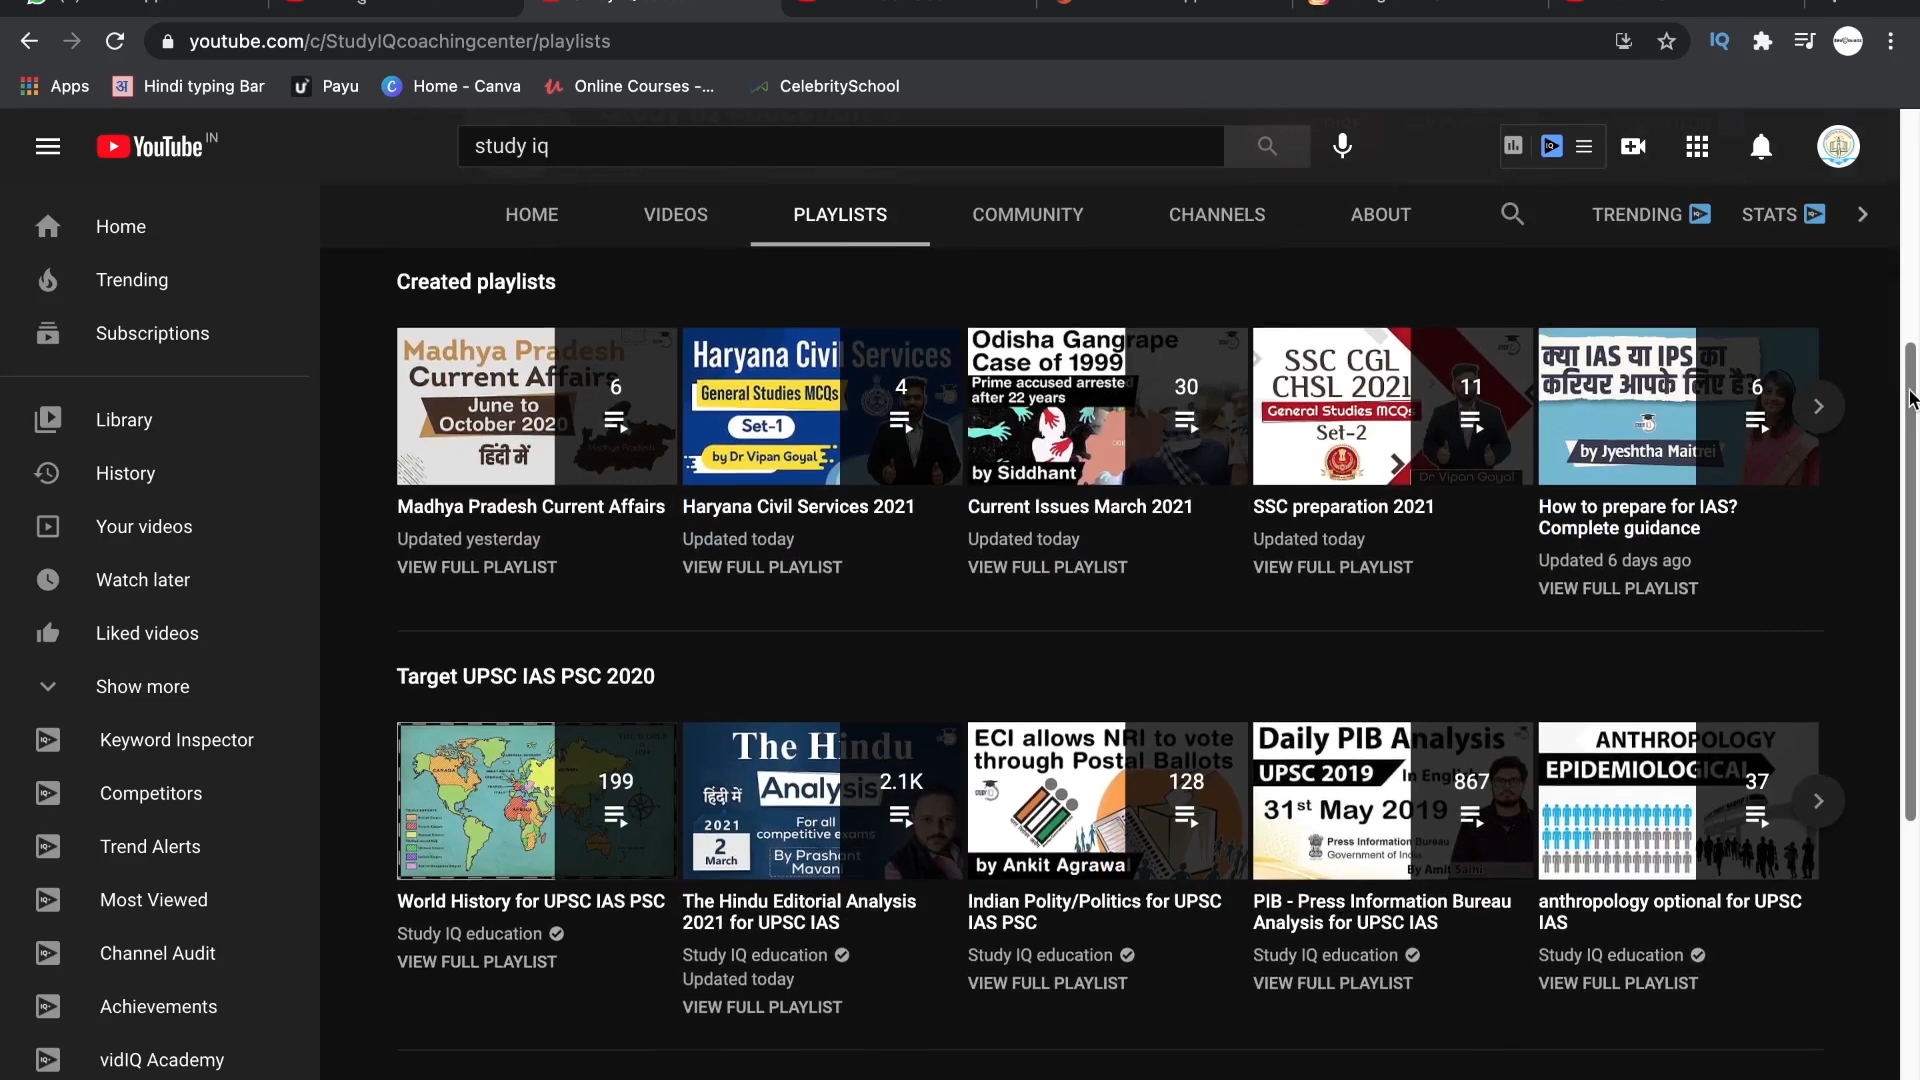 youtube.com/c/StudyIQcoachingcenter/playlists
IQ
Apps
अ
Hindi typing Bar
Payu
Home - Canva
Online Courses -...
CelebritySchool
YouTube IN
study iq
HOME
VIDEOS
PLAYLISTS
COMMUNITY
CHANNELS
ABOUT
TRENDING
STATS
Home
Trending
Subscriptions
Library
History
Your videos
Watch later
Liked videos
Show more
Keyword Inspector
Competitors
Trend Alerts
Most Viewed
Channel Audit
Achievements
vidIQ Academy
Created playlists
Madhya Pradesh
Current Affairs
June to
October 2020
हिंदी में
6
Madhya Pradesh Current Affairs
Updated yesterday
VIEW FULL PLAYLIST
Haryana Civil Services
General Studies MCQs
Set-1
by Dr Vipan Goyal
4
Haryana Civil Services 2021
Updated today
VIEW FULL PLAYLIST
Odisha Gangrape
Case of 1999
Prime accused arrested
after 22 years
by Siddhant
30
Current Issues March 2021
Updated today
VIEW FULL PLAYLIST
SSC CGL
CHSL 2021
General Studies MCQs
Set-2
Dr Vipan Goyal
11
SSC preparation 2021
Updated today
VIEW FULL PLAYLIST
क्या IAS या IPS का
करियर आपके लिए है?
by Jyeshtha Maitrei
6
How to prepare for IAS?
Complete guidance
Updated 6 days ago
VIEW FULL PLAYLIST
Target UPSC IAS PSC 2020
199
World History for UPSC IAS PSC
Study IQ education
VIEW FULL PLAYLIST
The Hindu
हिंदी में
Analysis
2021
2
March
For all
competitive exams
By Prashant
Mavani
2.1K
The Hindu Editorial Analysis
2021 for UPSC IAS
Study IQ education
Updated today
VIEW FULL PLAYLIST
ECI allows NRI to vote
through Postal Ballots
by Ankit Agrawal
128
Indian Polity/Politics for UPSC
IAS PSC
Study IQ education
VIEW FULL PLAYLIST
Daily PIB Analysis
UPSC 2019
In English
31st May 2019
Press Information Bureau
Government of India
By Amit Saini
867
PIB - Press Information Bureau
Analysis for UPSC IAS
Study IQ education
VIEW FULL PLAYLIST
ANTHROPOLOGY
EPIDEMIOLOGICAL
37
anthropology optional for UPSC
IAS
Study IQ education
VIEW FULL PLAYLIST